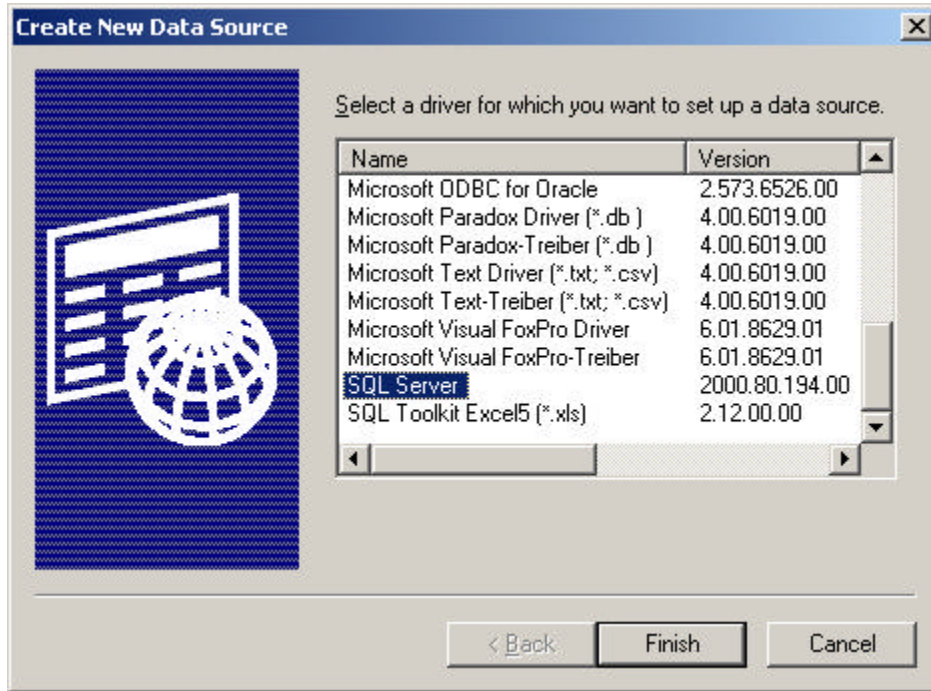 Create New Data Source
Select a driver for which you want to set up a data source.
Name Version
Microsoft ODBC for Oracle 2.573.6526.00
Microsoft Paradox Driver (*.db ) 4.00.6019.00
Microsoft Paradox-Treiber (*.db ) 4.00.6019.00
Microsoft Text Driver (*.txt; *.csv) 4.00.6019.00
Microsoft Text-Treiber (*.txt; *.csv) 4.00.6019.00
Microsoft Visual FoxPro Driver 6.01.8629.01
Microsoft Visual FoxPro-Treiber 6.01.8629.01
SQL Server 2000.80.194.00
SQL Toolkit Excel5 (*.xls) 2.12.00.00
< Back Finish Cancel